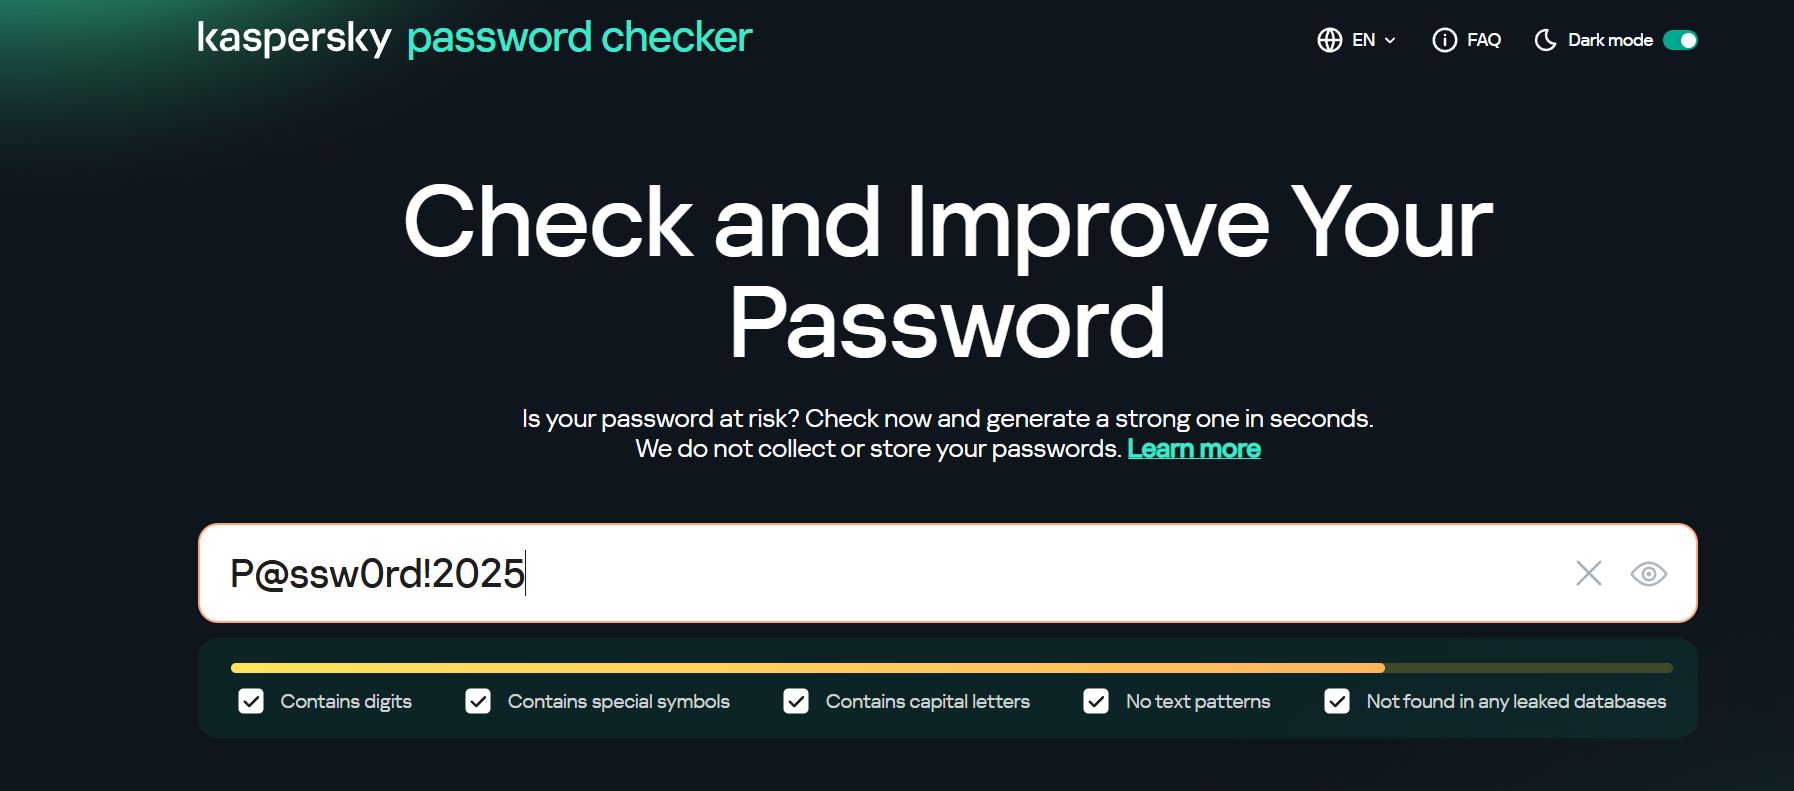 kaspersky password checker
EN
FAQ
Dark mode
Check and Improve Your
Password
Is your password at risk? Check now and generate a strong one in seconds.
We do not collect or store your passwords. Learn more
P@ssw0rd!2025
Contains digits
Contains special symbols
Contains capital letters
No text patterns
Not found in any leaked databases